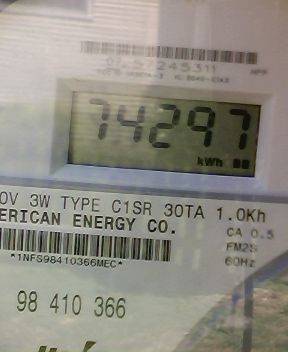 74297
kWh
0V 3W TYPE C1SR 30TA 1.0Kh
ERICAN ENERGY CO.
CA 0.5
FM2S
60Hz
*1NFS98410366MEC*
98 410 366